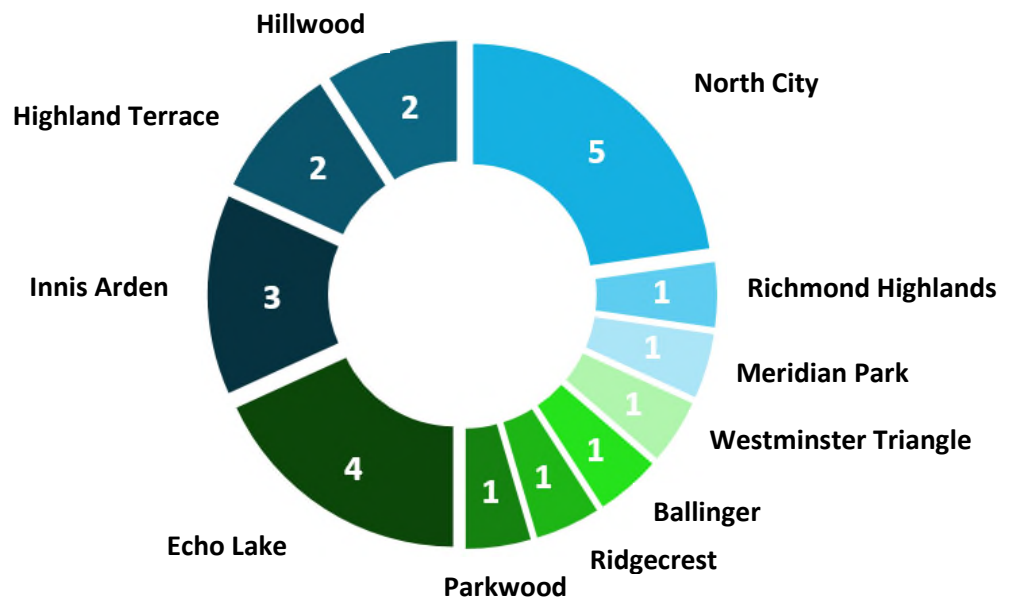 Hillwood
2
North City
5
Highland Terrace
2
Innis Arden
3
Richmond Highlands
1
Meridian Park
1
Westminster Triangle
1
Ballinger
1
Ridgecrest
1
Parkwood
1
Echo Lake
4